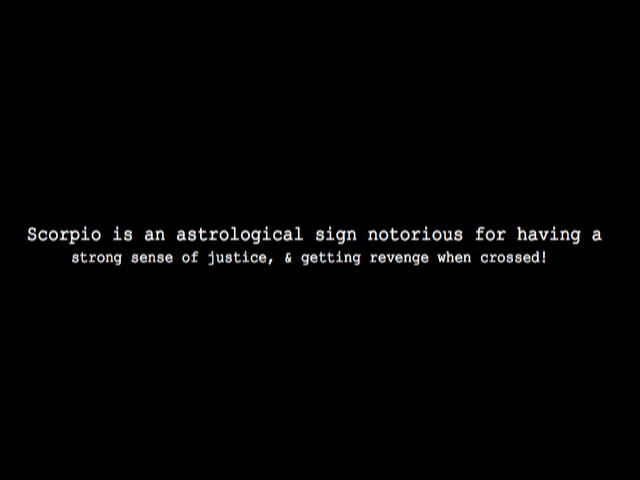 Scorpio is an astrological sign notorious for having a
strong sense of justice, & getting revenge when crossed!